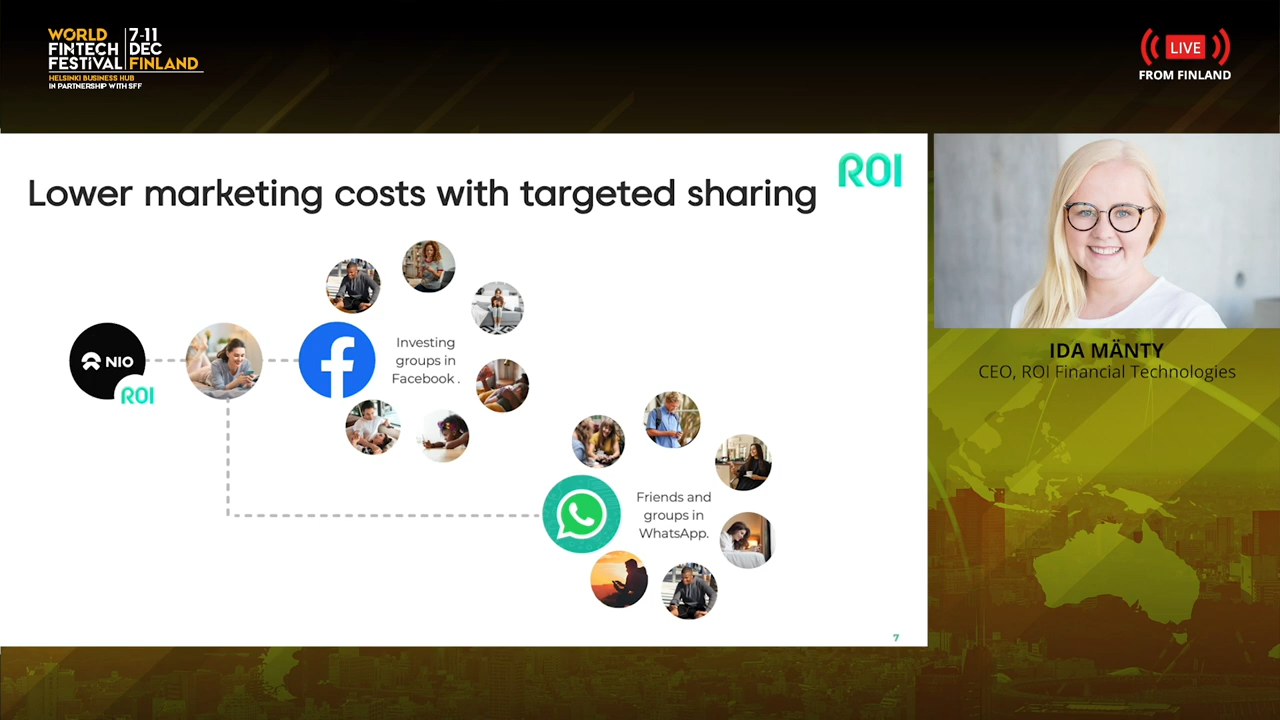 WORLD
FINTECH
FESTIVAL
7-11
DEC
FINLAND
HELSINKI BUSINESS HUB
IN PARTNERSHIP WITH SFF
LIVE
FROM FINLAND
Lower marketing costs with targeted sharing
ROI
NIO
ROI
Investing
groups in
Facebook .
Friends and
groups in
WhatsApp.
7
IDA MÄNTY
CEO, ROI Financial Technologies